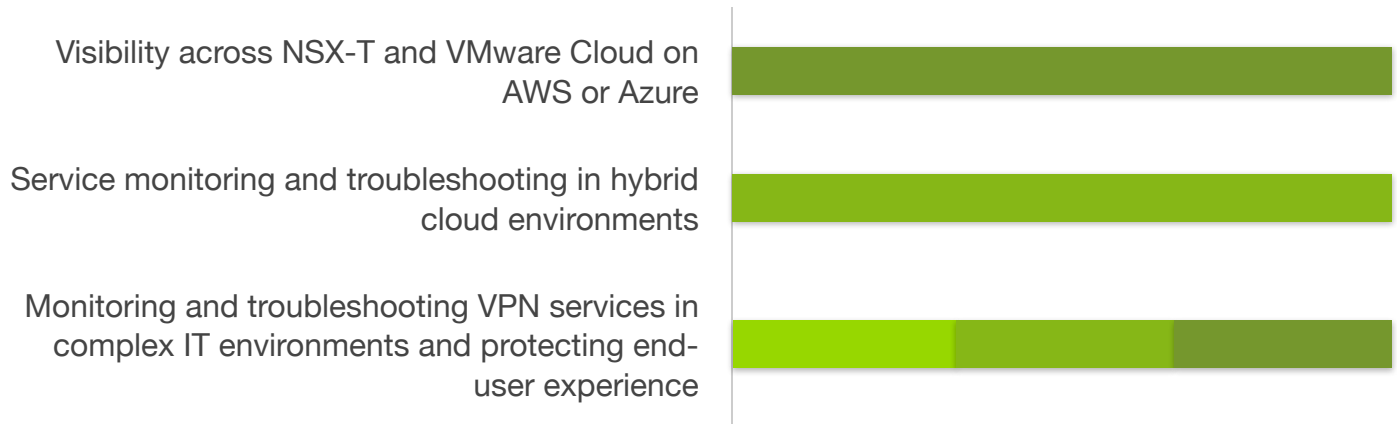 Visibility across NSX-T and VMware Cloud on
AWS or Azure
Service monitoring and troubleshooting in hybrid
cloud environments
Monitoring and troubleshooting VPN services in
complex IT environments and protecting end-
user experience